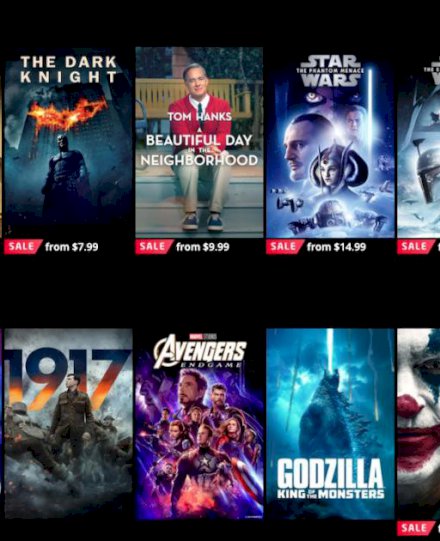 THE DARK
KNIGHT
SALE from $7.99
TOM HANKS
A
BEAUTIFUL DAY
IN THE
NEIGHBORHOOD
SALE from $9.99
STAR
THE PHANTOM MENACE
WARS
SALE from $14.99
SALE
1917
MARVEL STUDIOS
AVENGERS
ENDGAME
GODZILLA
KING OF THE MONSTERS
SALE